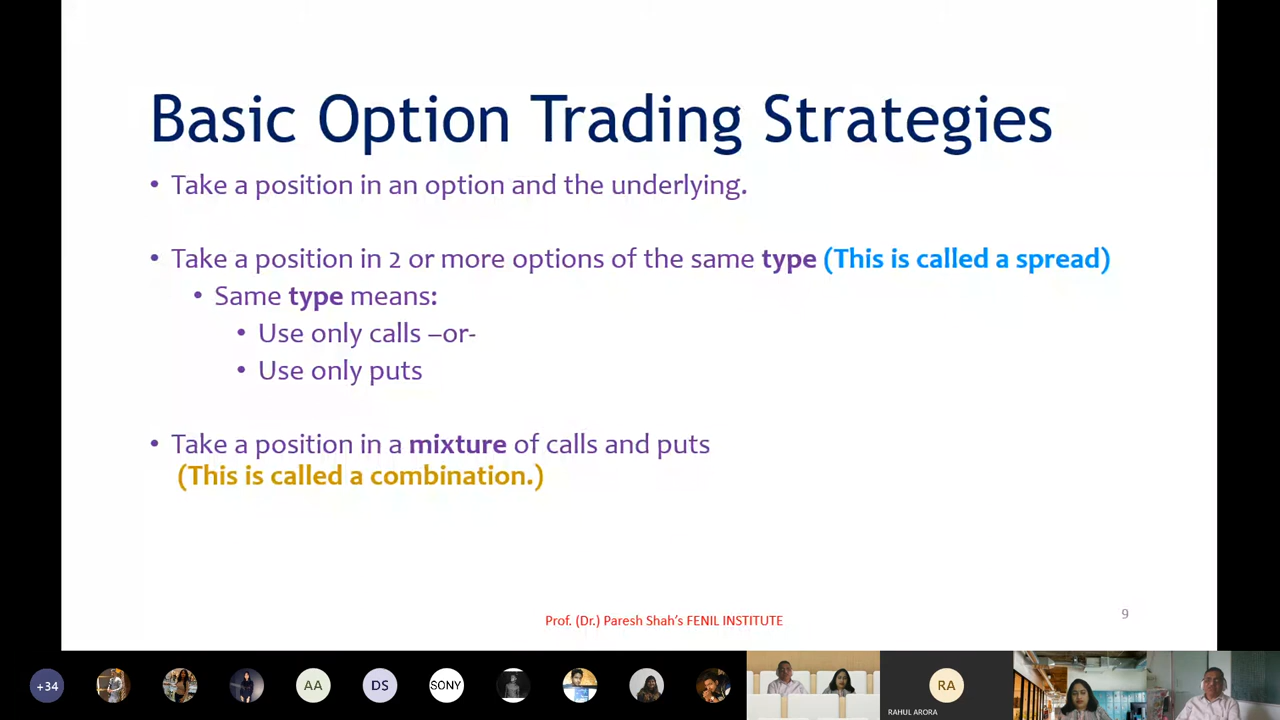 Basic Option Trading Strategies
• Take a position in an option and the underlying.
• Take a position in 2 or more options of the same type (This is called a spread)
• Same type means:
• Use only calls –or-
• Use only puts
• Take a position in a mixture of calls and puts
(This is called a combination.)
Prof. (Dr.) Paresh Shah's FENIL INSTITUTE
9
+34
AA
DS
SONY
RA
RAHUL ARORA